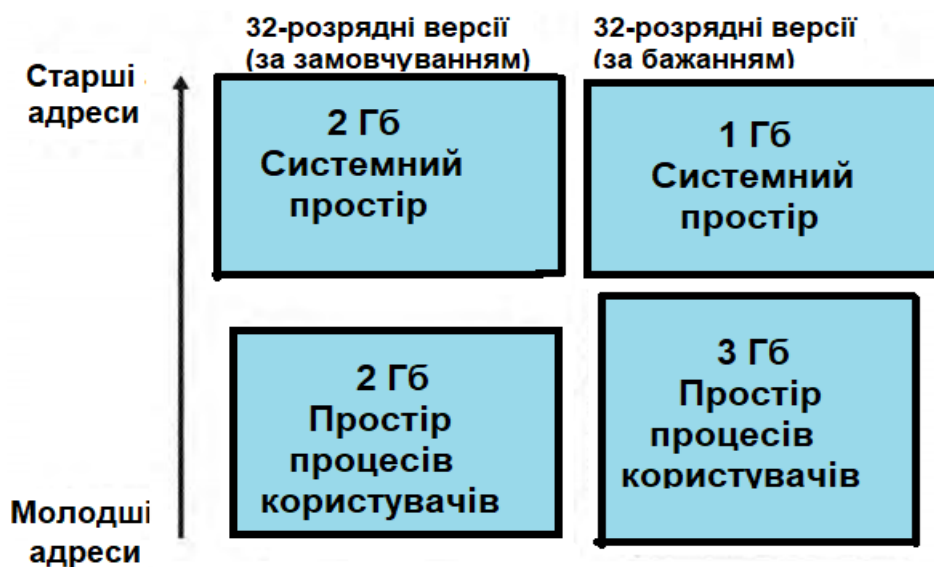 32-розрядні версії
(за замовчуванням)
32-розрядні версії
(за бажанням)
Старші
адреси
2 Гб
Системний
простір
1 Гб
Системний
простір
2 Гб
Простір
процесів
користувачів
3 Гб
Простір
процесів
користувачів
Молодші
адреси